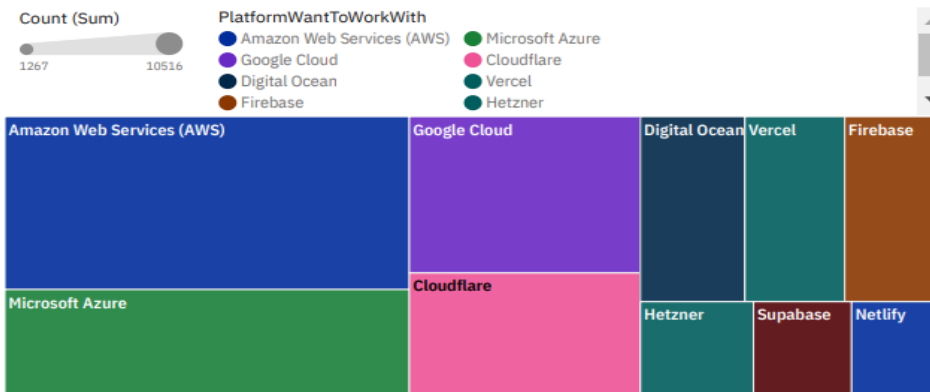 Count (Sum)
1267 10516
PlatformWantToWorkWith
Amazon Web Services (AWS) Microsoft Azure
Google Cloud Cloudflare
Digital Ocean Vercel
Firebase Hetzner
Amazon Web Services (AWS) Google Cloud Digital Ocean Vercel Firebase
Cloudflare
Microsoft Azure
Hetzner Supabase Netlify